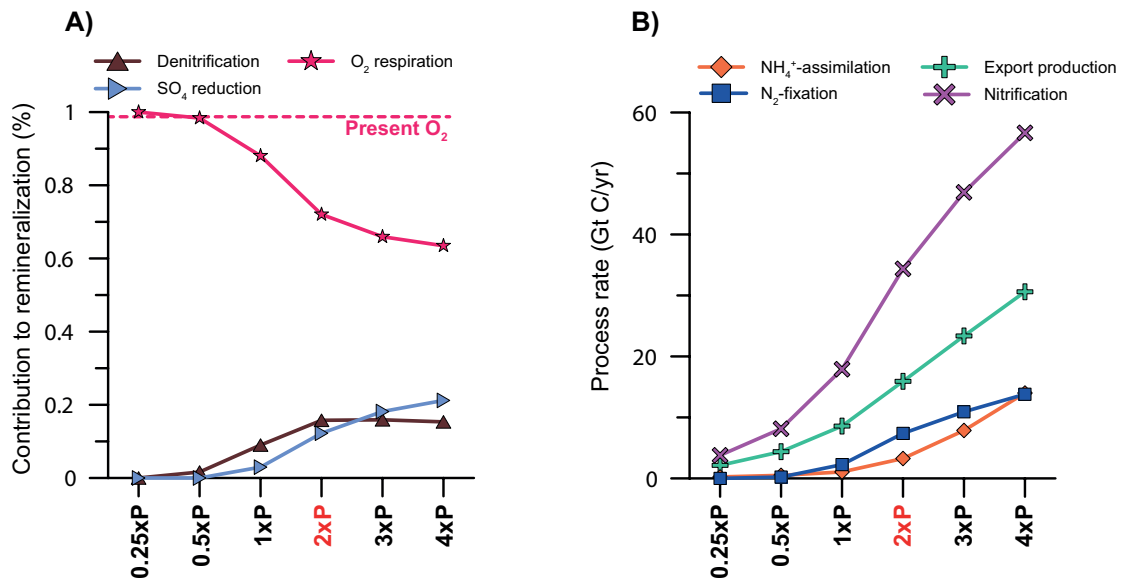 A)
Denitrification
O2 respiration
SO4 reduction
Contribution to remineralization (%)
1
0.8
0.6
0.4
0.2
0
Present O2
0.25xP
0.5xP
1xP
2xP
3xP
4xP
B)
NH4+-assimilation
Export production
N2-fixation
Nitrification
Process rate (Gt C/yr)
60
40
20
0
0.25xP
0.5xP
1xP
2xP
3xP
4xP